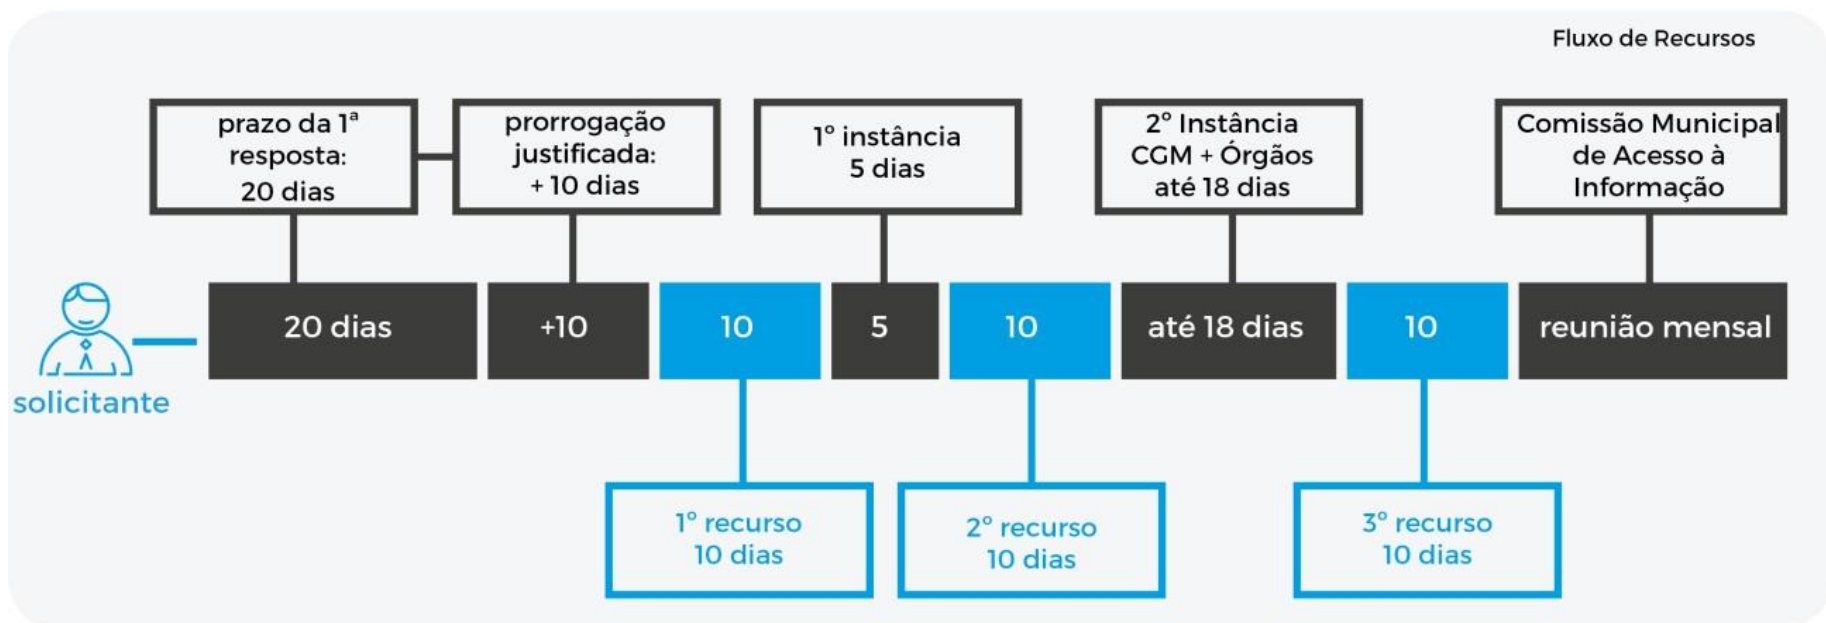 Fluxo de Recursos
prazo da 1ª
resposta:
20 dias
prorrogação
justificada:
+ 10 dias
1º instância
5 dias
2º Instância
CGM + Órgãos
até 18 dias
Comissão Municipal
de Acesso à
Informação
solicitante
20 dias
+10
10
5
10
até 18 dias
10
reunião mensal
1º recurso
10 dias
2º recurso
10 dias
3º recurso
10 dias